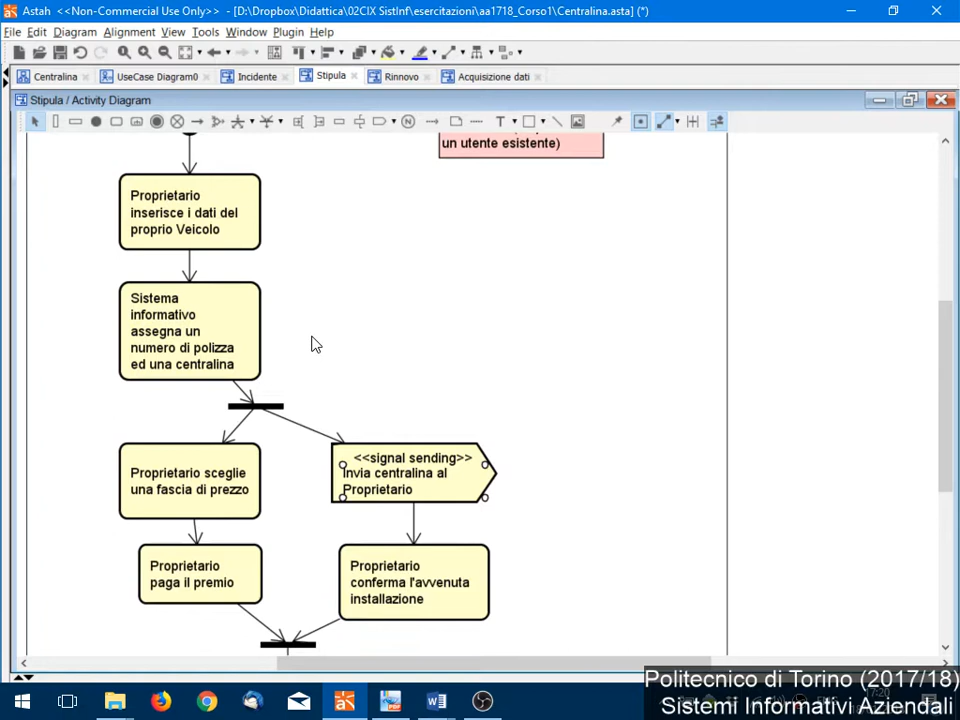 Astah <<Non-Commercial Use Only>> - [D:\Dropbox\Didattica\02CIX SistInf\esercitazioni\aa1718_Corso1\Centralina.asta] (*)
File Edit Diagram Alignment View Tools Window Plugin Help
Centralina UseCase Diagram0 Incidente Stipula Rinnovo Acquisizione dati
Stipula / Activity Diagram
un utente esistente)
Proprietario
inserisce i dati del
proprio Veicolo
Sistema
informativo
assegna un
numero di polizza
ed una centralina
Proprietario sceglie
una fascia di prezzo
<<signal sending>>
Invia centralina al
Proprietario
Proprietario
paga il premio
Proprietario
conferma l'avvenuta
installazione
Politecnico di Torino (2017/18)
Sistemi Informativi Aziendali
7:20